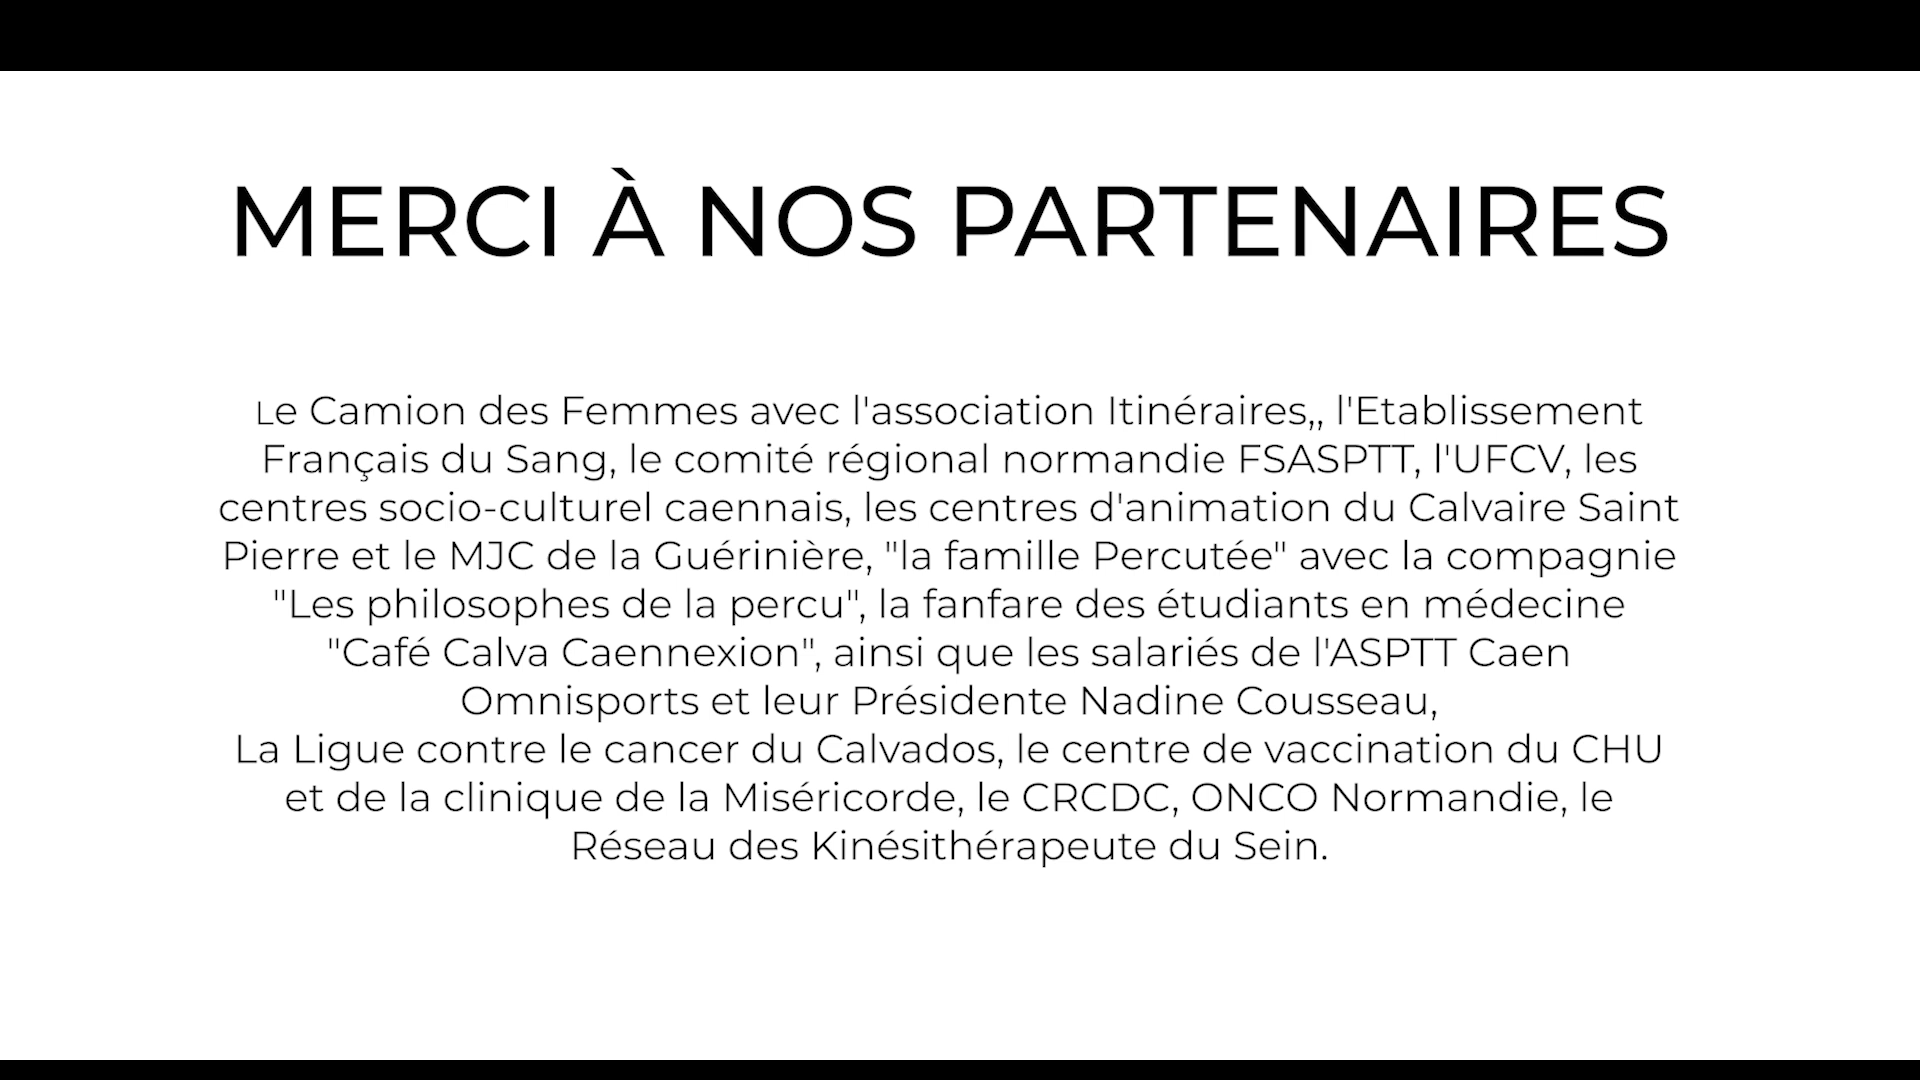 MERCI À NOS PARTENAIRES
Le Camion des Femmes avec l'association Itinéraires,, l'Etablissement
Français du Sang, le comité régional normandie FSASPTT, l'UFCV, les
centres socio-culturel caennais, les centres d'animation du Calvaire Saint
Pierre et le MJC de la Guérinière, "la famille Percutée" avec la compagnie
"Les philosophes de la percu", la fanfare des étudiants en médecine
"Café Calva Caennexion", ainsi que les salariés de l'ASPTT Caen
Omnisports et leur Présidente Nadine Cousseau,
La Ligue contre le cancer du Calvados, le centre de vaccination du CHU
et de la clinique de la Miséricorde, le CRCDC, ONCO Normandie, le
Réseau des Kinésithérapeute du Sein.